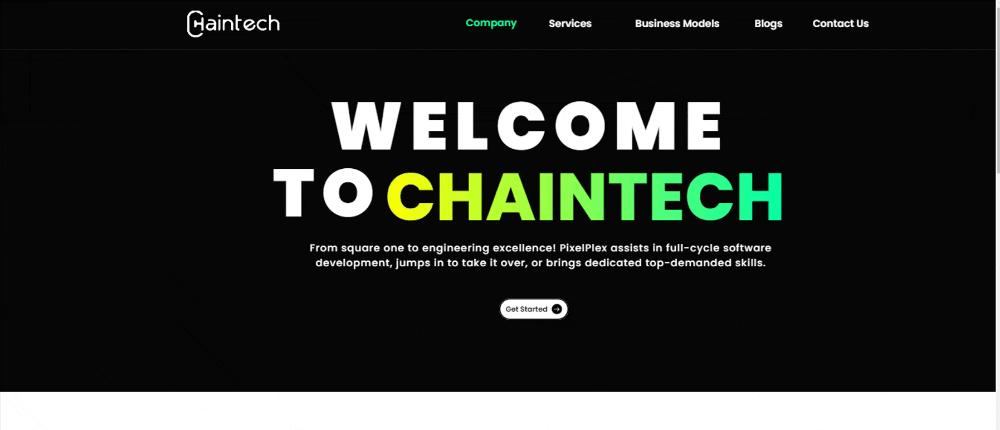 Chaintech
Company Services Business Models Blogs Contact Us
WELCOME
TO CHAINTECH
From square one to engineering excellence! PixelPlex assists in full-cycle software
development, jumps in to take it over, or brings dedicated top-demanded skills.
Get Started